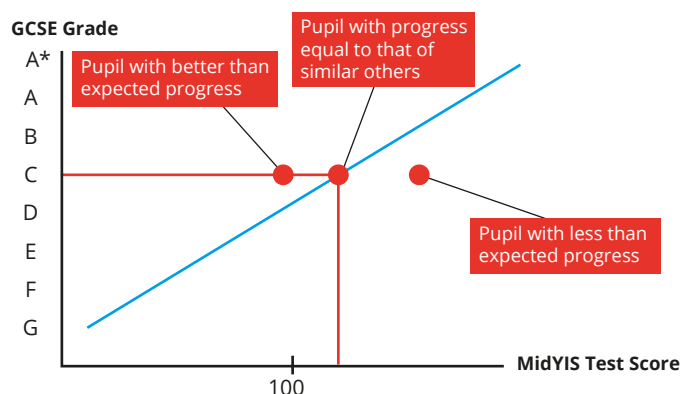 GCSE Grade
Pupil with progress
equal to that of
similar others
Pupil with better than
expected progress
A*
A
B
C
D
E
F
G
Pupil with less than
expected progress
MidYIS Test Score
100